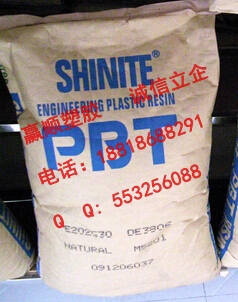 SHINITE®
ENGINEERING PLASTIC RESIN
赢顺塑胶 诚信立企
PBT
电话：18818688291
Q Q：553256088
E202G30 DE3806
NATURAL
091206037